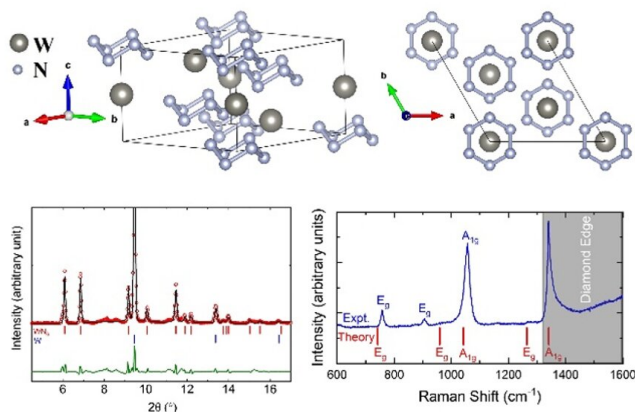 W
N
c
a
b
b
a
Intensity (arbitrary unit)
WN₆
W
6 8 10 12 14 16
2θ (°)
Intensity (arbitrary units)
A₁g
Eg
Eg
Expt.
Theory
Eg
Eg
A₁g
Eg
A₁g
Diamond Edge
600 800 1000 1200 1400 1600
Raman Shift (cm⁻¹)